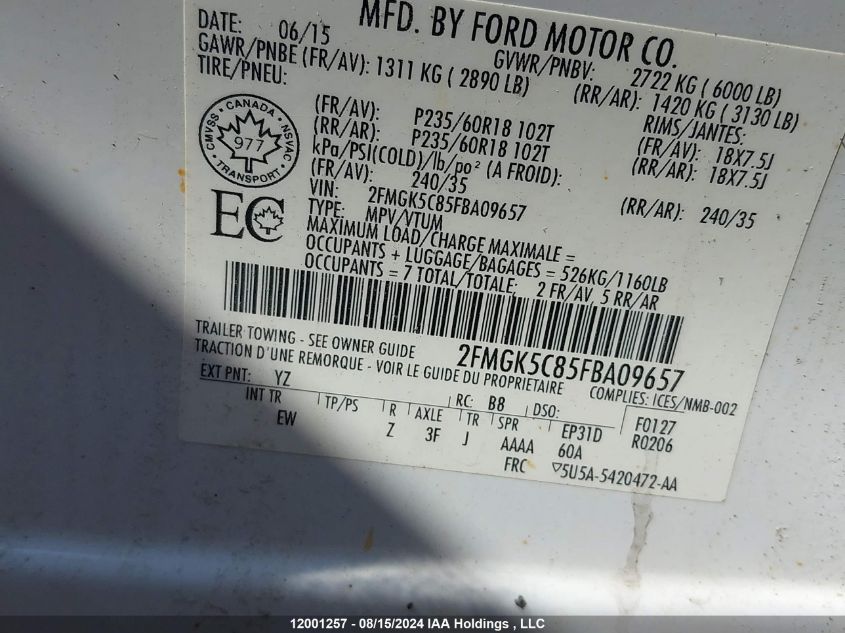 MFD. BY FORD MOTOR CO.
DATE: 06/15 GVWR/PNBV: 2722 KG ( 6000 LB)
GAWR/PNBE (FR/AV): 1311 KG ( 2890 LB) (RR/AR): 1420 KG ( 3130 LB)
TIRE/PNEU: RIMS/JANTES:
(FR/AV): P235/60R18 102T (FR/AV): 18X7.5J
(RR/AR): P235/60R18 102T (RR/AR): 18X7.5J
kPa/PSI(COLD)/lb/po² (A FROID):
(FR/AV): 240/35 (RR/AR): 240/35
VIN: 2FMGK5C85FBA09657
TYPE: MPV/VTUM
MAXIMUM LOAD/CHARGE MAXIMALE =
OCCUPANTS + LUGGAGE/BAGAGES = 526KG/1160LB
OCCUPANTS = 7 TOTAL/TOTALE, 2 FR/AV, 5 RR/AR
CANADA
CMVSS 977 NSVAC
TRANSPORT
EC
2FMGK5C85FBA09657
TRAILER TOWING - SEE OWNER GUIDE
TRACTION D'UNE REMORQUE - VOIR LE GUIDE DU PROPRIETAIRE
COMPLIES: ICES/NMB-002
EXT PNT: YZ RC: B8 DSO: F0127
INT TR TP/PS R AXLE TR SPR EP31D R0206
EW Z 3F J AAAA 60A
FRC ▽5U5A-5420472-AA
12001257 - 08/15/2024 IAA Holdings , LLC